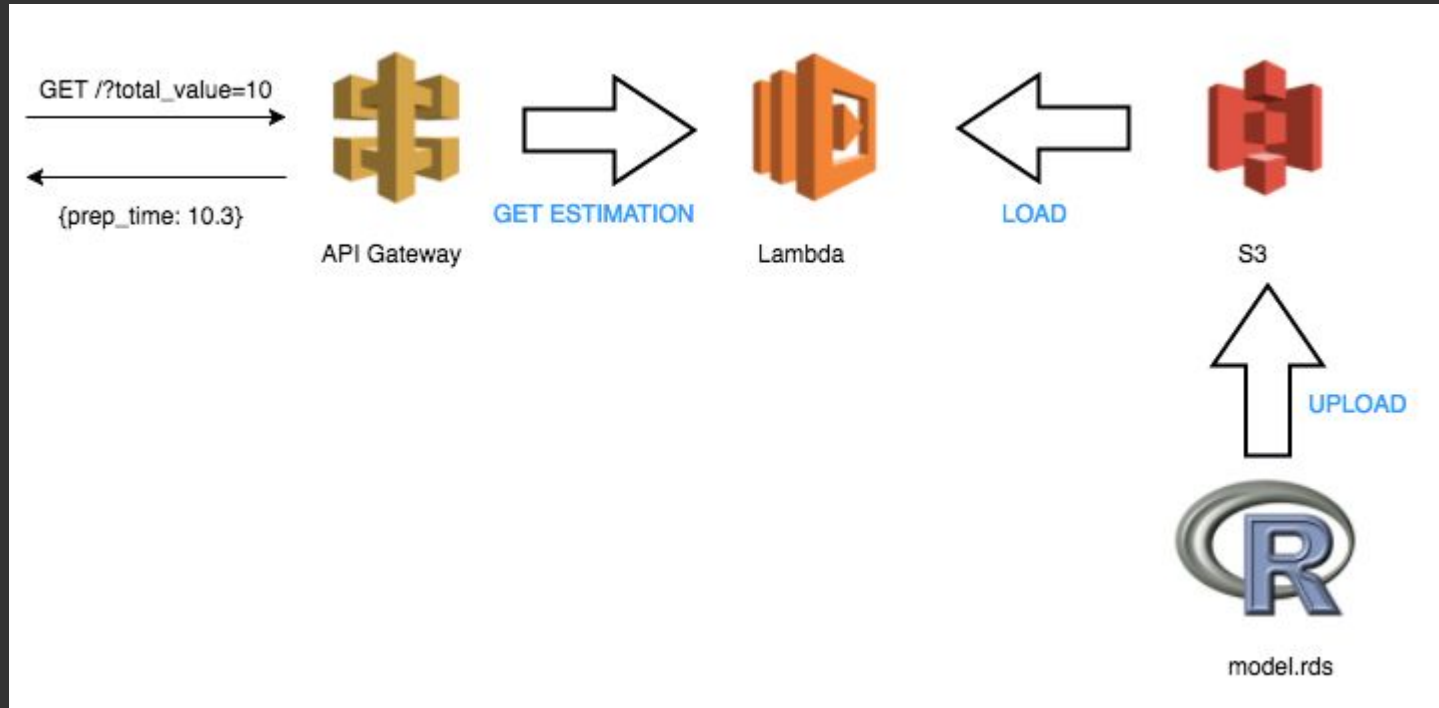 GET /?total_value=10
{prep_time: 10.3}
API Gateway
GET ESTIMATION
Lambda
LOAD
S3
UPLOAD
R
model.rds